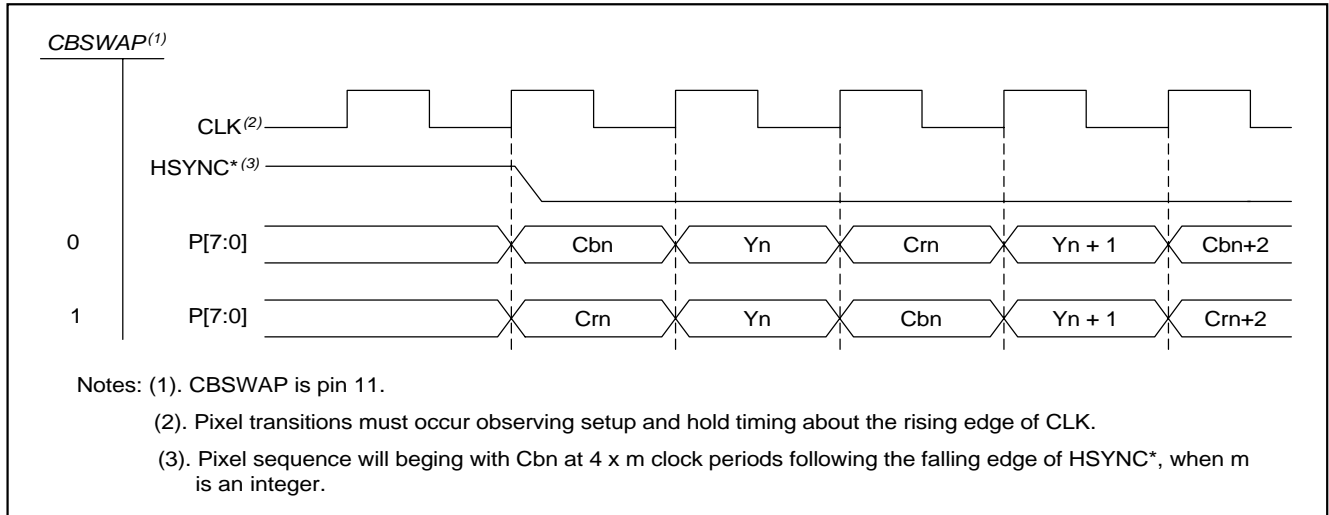 CBSWAP(1)
CLK(2)
HSYNC*(3)
0 P[7:0] Cbn Yn Crn Yn + 1 Cbn+2
1 P[7:0] Crn Yn Cbn Yn + 1 Crn+2
Notes: (1). CBSWAP is pin 11.
(2). Pixel transitions must occur observing setup and hold timing about the rising edge of CLK.
(3). Pixel sequence will beging with Cbn at 4 x m clock periods following the falling edge of HSYNC*, when m
is an integer.